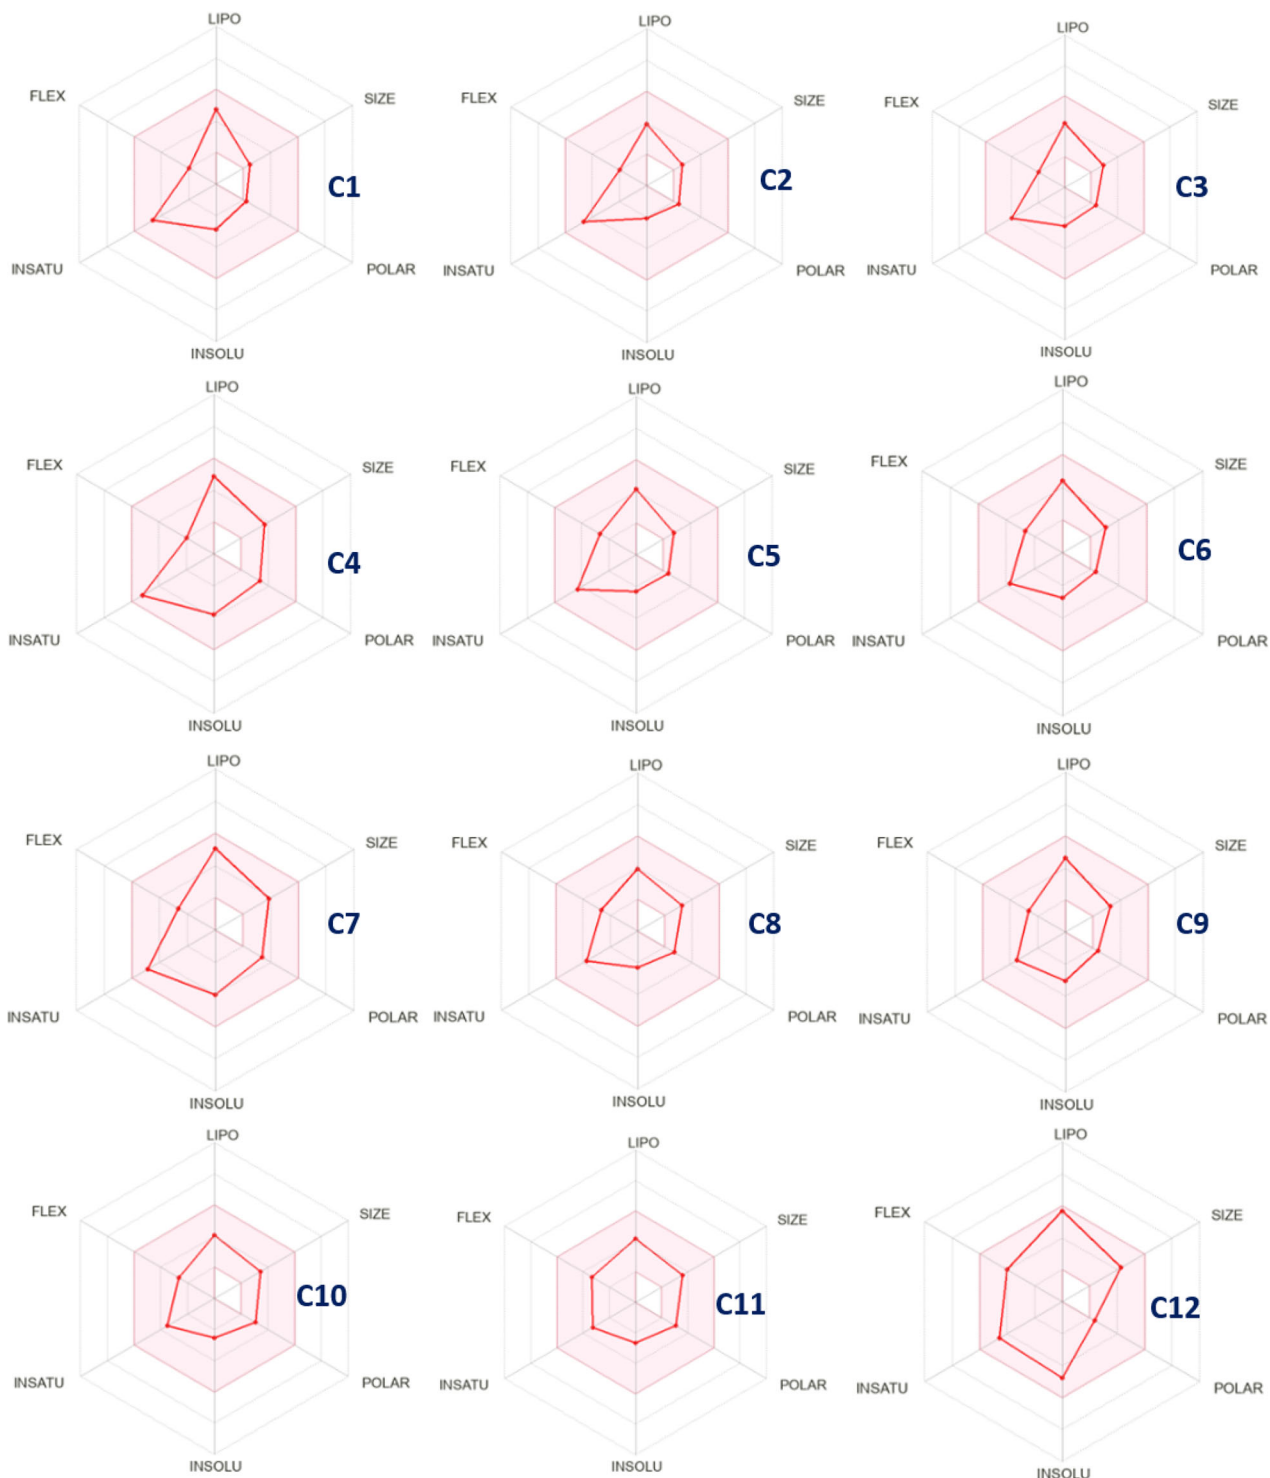 LIPO
FLEX
SIZE
C1
INSATU
POLAR
INSOLU
LIPO
FLEX
SIZE
C2
INSATU
POLAR
INSOLU
LIPO
FLEX
SIZE
C3
INSATU
POLAR
INSOLU
LIPO
FLEX
SIZE
C4
INSATU
POLAR
INSOLU
LIPO
FLEX
SIZE
C5
INSATU
POLAR
INSOLU
LIPO
FLEX
SIZE
C6
INSATU
POLAR
INSOLU
LIPO
FLEX
SIZE
C7
INSATU
POLAR
INSOLU
LIPO
FLEX
SIZE
C8
INSATU
POLAR
INSOLU
LIPO
FLEX
SIZE
C9
INSATU
POLAR
INSOLU
LIPO
FLEX
SIZE
C10
INSATU
POLAR
INSOLU
LIPO
FLEX
SIZE
C11
INSATU
POLAR
INSOLU
LIPO
FLEX
SIZE
C12
INSATU
POLAR
INSOLU